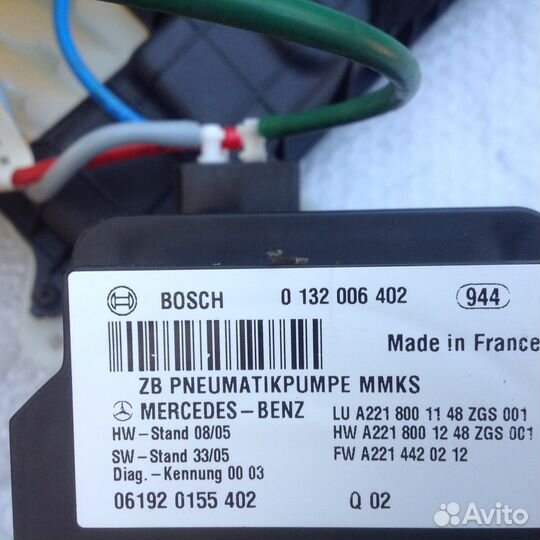 BOSCH 0 132 006 402 944
Made in France
ZB PNEUMATIKPUMPE MMKS
MERCEDES-BENZ LU A221 800 11 48 ZGS 001
HW-Stand 08/05 HW A221 800 12 48 ZGS 001
SW-Stand 33/05 FW A221 442 02 12
Diag.-Kennung 00 03
06192 0155 402 Q 02
Avito